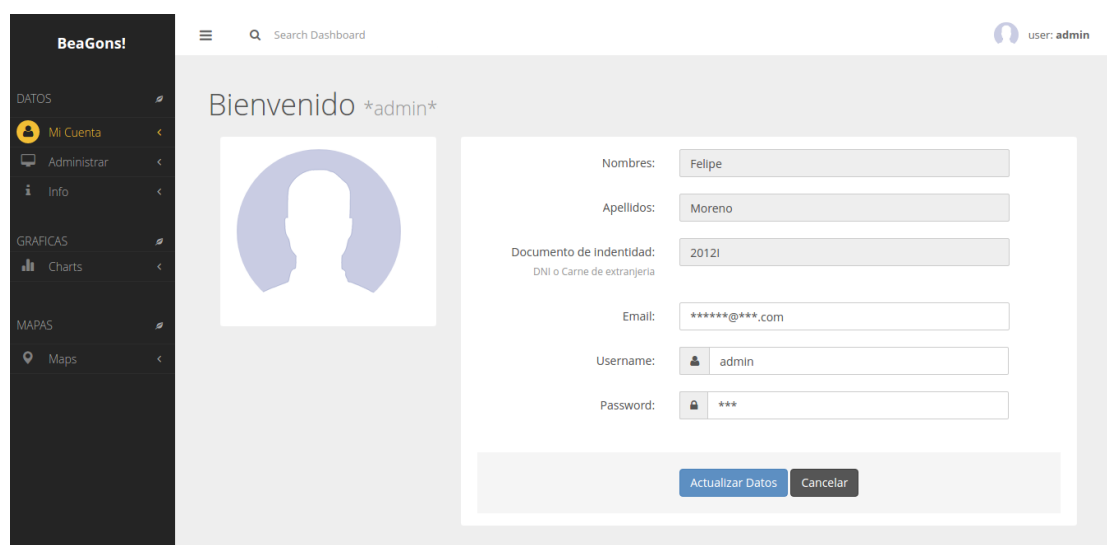 BeaGons!
Search Dashboard
user: admin
DATOS
Mi Cuenta
Administrar
Info
GRAFICAS
Charts
MAPAS
Maps
Bienvenido *admin*
Nombres: Felipe
Apellidos: Moreno
Documento de Indentidad: 2012I
DNI o Carne de extranjeria
Email: ******@***.com
Username: admin
Password: ***
Actualizar Datos Cancelar